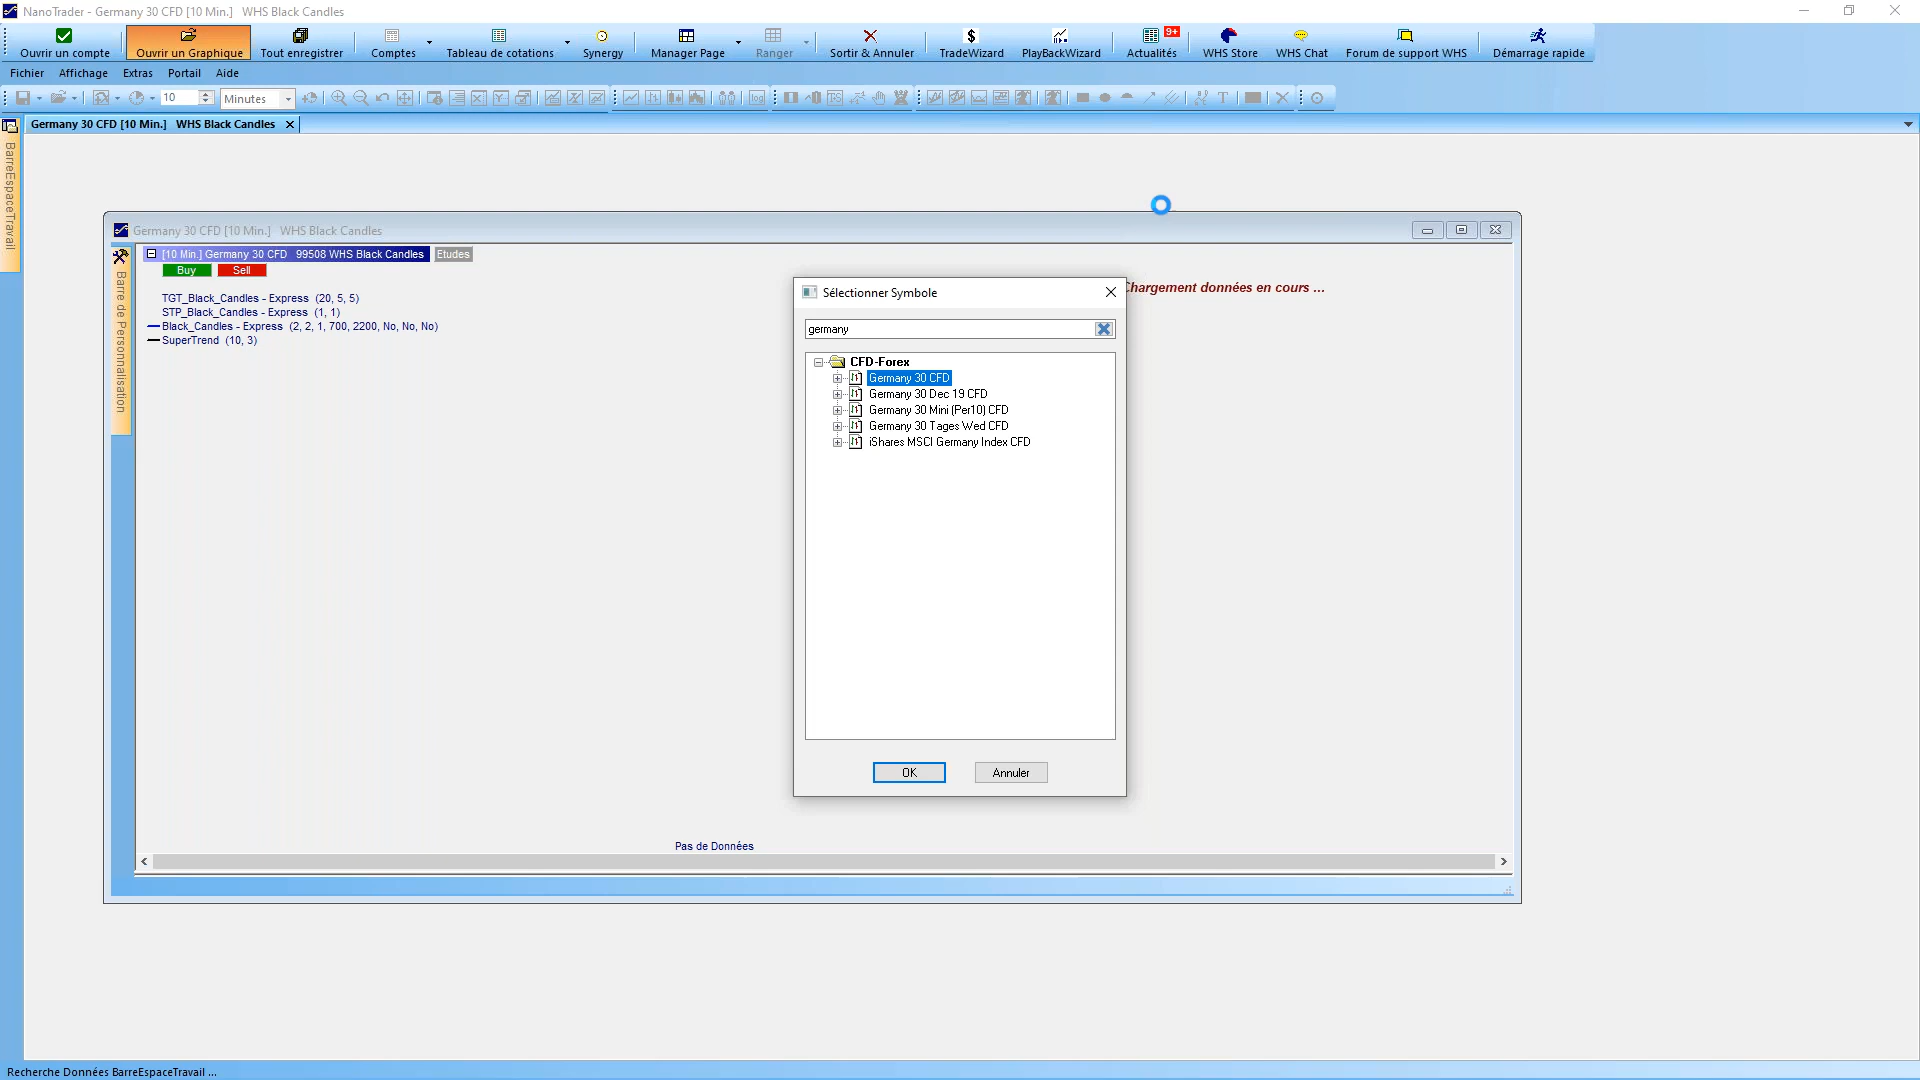 NanoTrader - Germany 30 CFD [10 Min.]   WHS Black Candles
Ouvrir un compte
Ouvrir un Graphique
Tout enregistrer
Comptes
Tableau de cotations
Synergy
Manager Page
Ranger
Sortir & Annuler
TradeWizard
PlayBackWizard
Actualités
9+
WHS Store
WHS Chat
Forum de support WHS
Démarrage rapide
Fichier
Affichage
Extras
Portail
Aide
10
Minutes
Germany 30 CFD [10 Min.]   WHS Black Candles
BarreEspaceTravail
Germany 30 CFD [10 Min.]   WHS Black Candles
Barre de Personnalisation
[10 Min.] Germany 30 CFD   99508 WHS Black Candles
Etudes
Buy
Sell
TGT_Black_Candles - Express  (20, 5, 5)
STP_Black_Candles - Express  (1, 1)
Black_Candles - Express  (2, 2, 1, 700, 2200, No, No, No)
SuperTrend  (10, 3)
Chargement données en cours ...
Sélectionner Symbole
germany
CFD-Forex
Germany 30 CFD
Germany 30 Dec 19 CFD
Germany 30 Mini (Per10) CFD
Germany 30 Tages Wed CFD
iShares MSCI Germany Index CFD
OK
Annuler
Pas de Données
Recherche Données BarreEspaceTravail ...